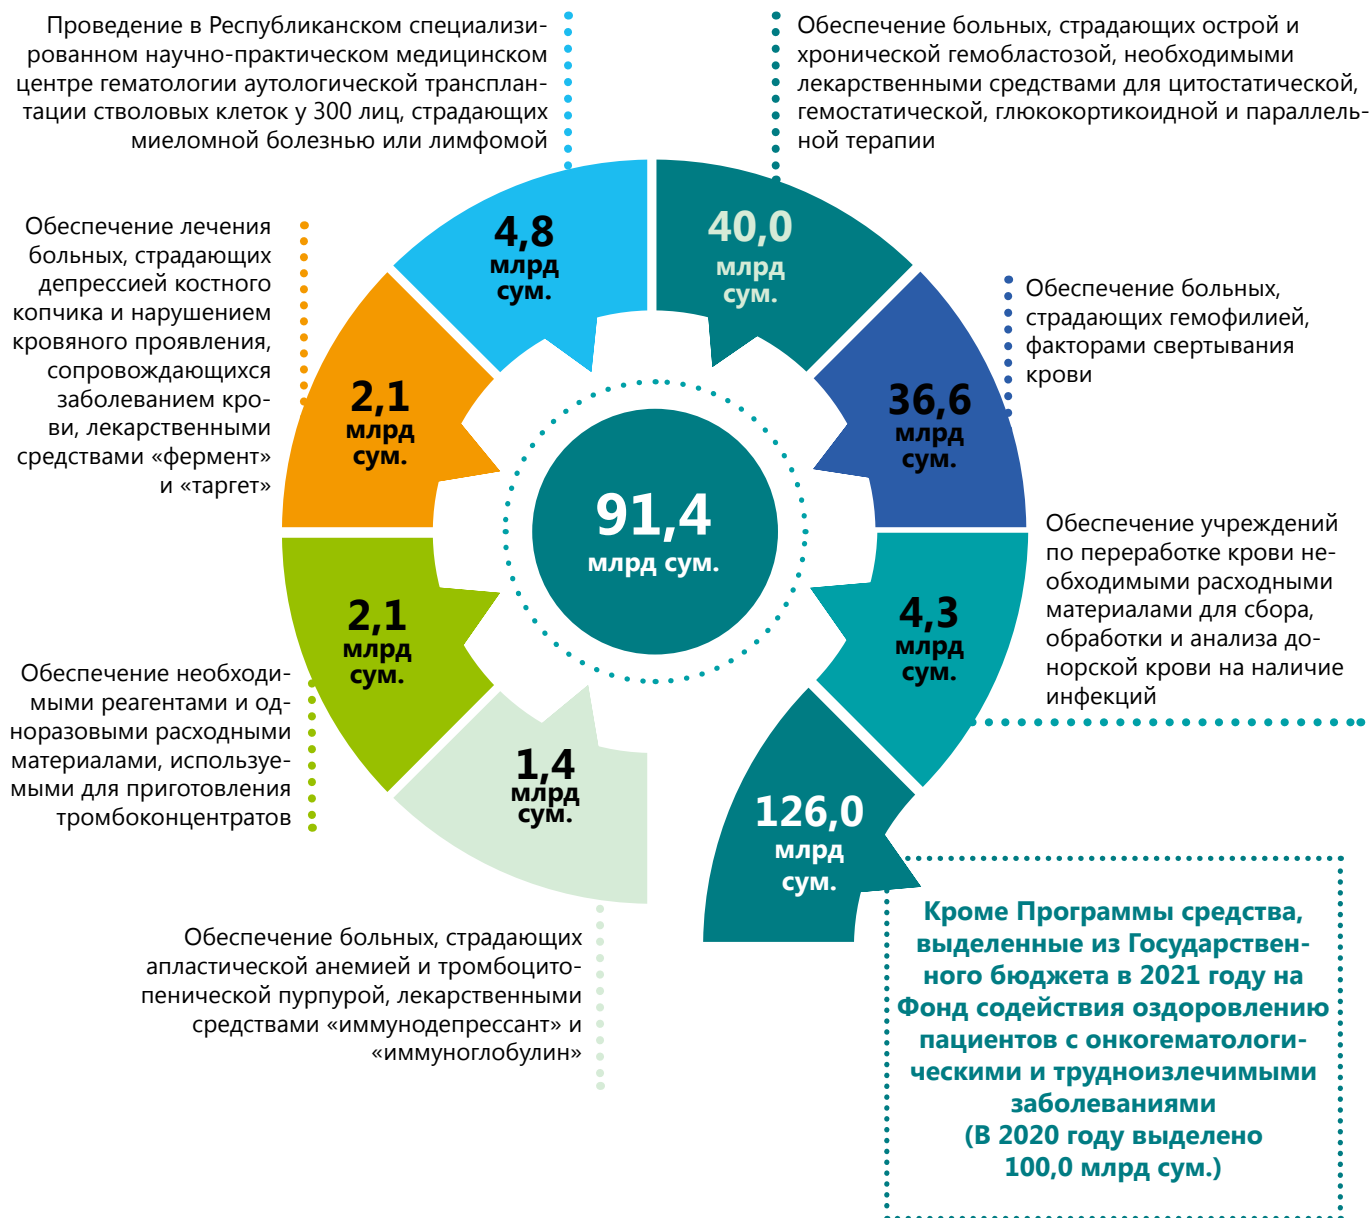 Проведение в Республиканском специализи-
рованном научно-практическом медицинском
центре гематологии аутологической трансплан-
тации стволовых клеток у 300 лиц, страдающих
миеломной болезнью или лимфомой
Обеспечение больных, страдающих острой и
хронической гемобластозой, необходимыми
лекарственными средствами для цитостатической,
гемостатической, глюкокортикоидной и параллель-
ной терапии
4,8
млрд
сум.
40,0
млрд
сум.
Обеспечение лечения
больных, страдающих
депрессией костного
копчика и нарушением
кровяного проявления,
сопровождающихся
заболеванием кро-
ви, лекарственными
средствами «фермент»
и «таргет»
2,1
млрд
сум.
36,6
млрд
сум.
Обеспечение больных,
страдающих гемофилией,
факторами свертывания
крови
91,4
млрд сум.
Обеспечение учреждений
по переработке крови не-
обходимыми расходными
материалами для сбора,
обработки и анализа до-
норской крови на наличие
инфекций
4,3
млрд
сум.
2,1
млрд
сум.
Обеспечение необходи-
мыми реагентами и од-
норазовыми расходными
материалами, используе-
мыми для приготовления
тромбоконцентратов
1,4
млрд
сум.
126,0
млрд
сум.
Обеспечение больных, страдающих
апластической анемией и тромбоцито-
пенической пурпурой, лекарственными
средствами «иммунодепрессант» и
«иммуноглобулин»
Кроме Программы средства,
выделенные из Государствен-
ного бюджета в 2021 году на
Фонд содействия оздоровлению
пациентов с онкогематологи-
ческими и трудноизлечимыми
заболеваниями
(В 2020 году выделено
100,0 млрд сум.)